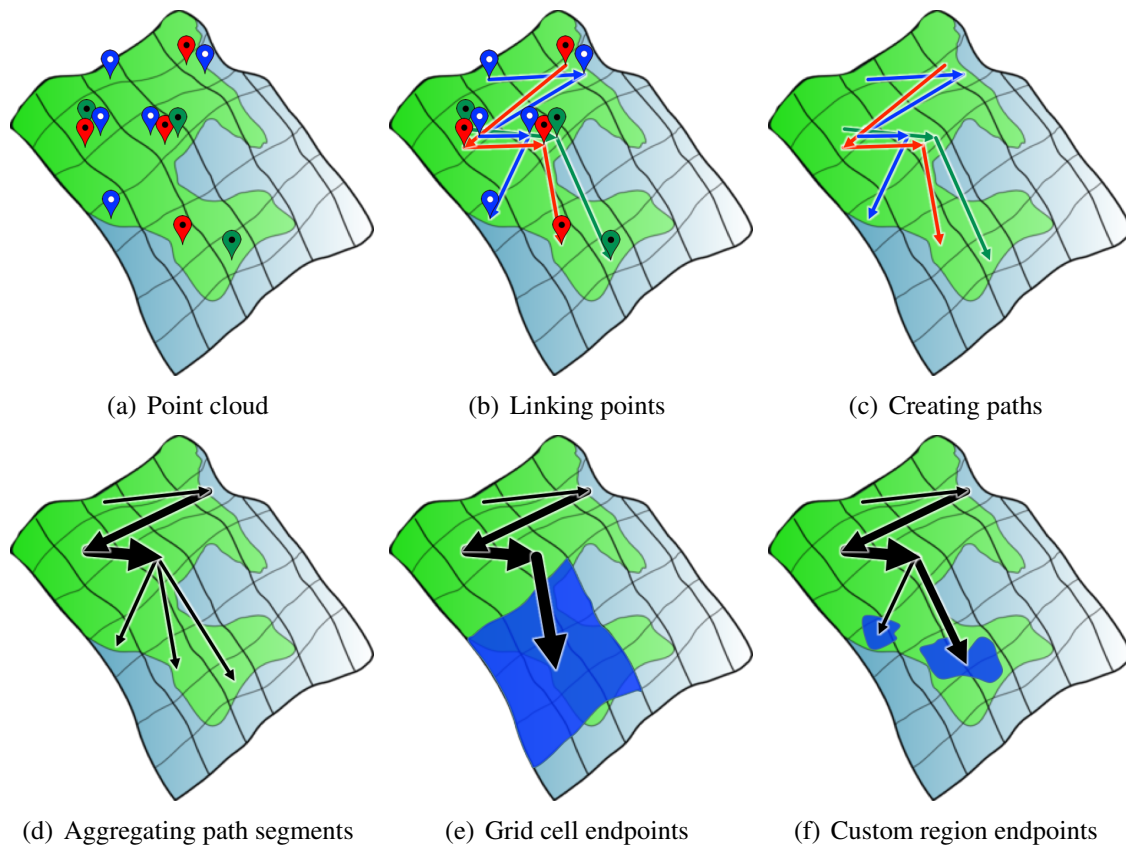 (a) Point cloud
(b) Linking points
(c) Creating paths
(d) Aggregating path segments
(e) Grid cell endpoints
(f) Custom region endpoints